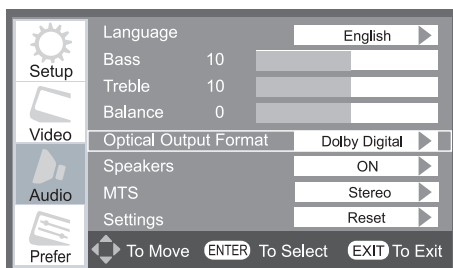 Setup
Video
Audio
Prefer
Language English
Bass 10
Treble 10
Balance 0
Optical Output Format Dolby Digital
Speakers ON
MTS Stereo
Settings Reset
To Move ENTER To Select EXIT To Exit